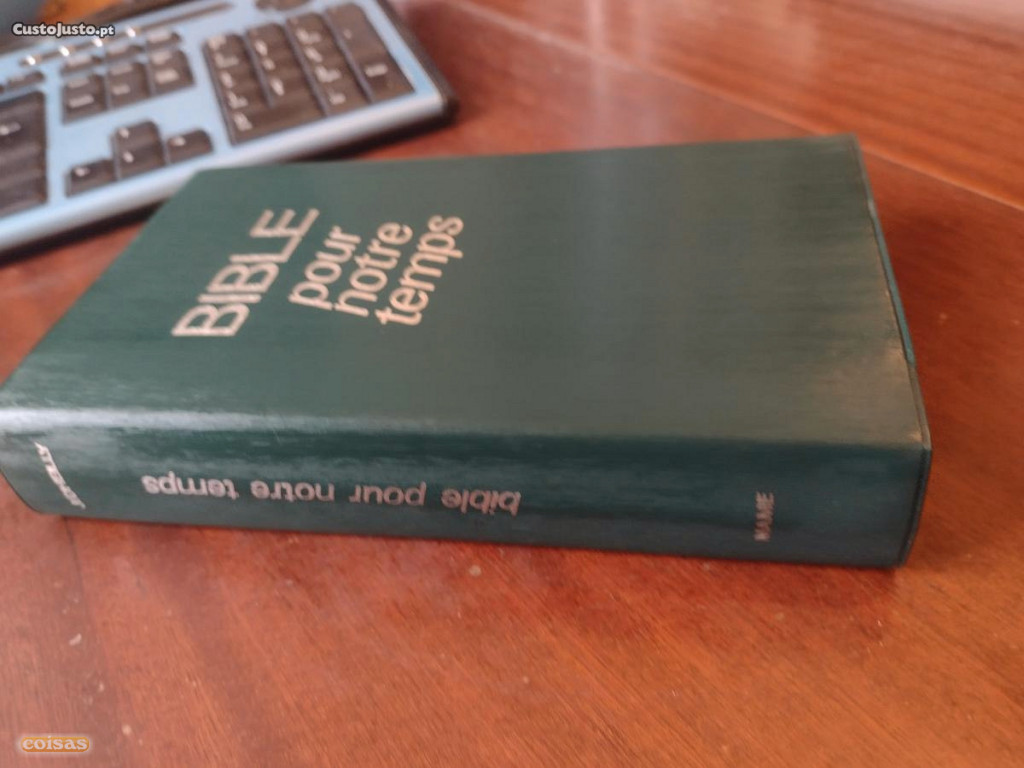 CustoJusto.pt
BIBLE
pour
notre
temps
bible pour notre temps
MAME
coisas